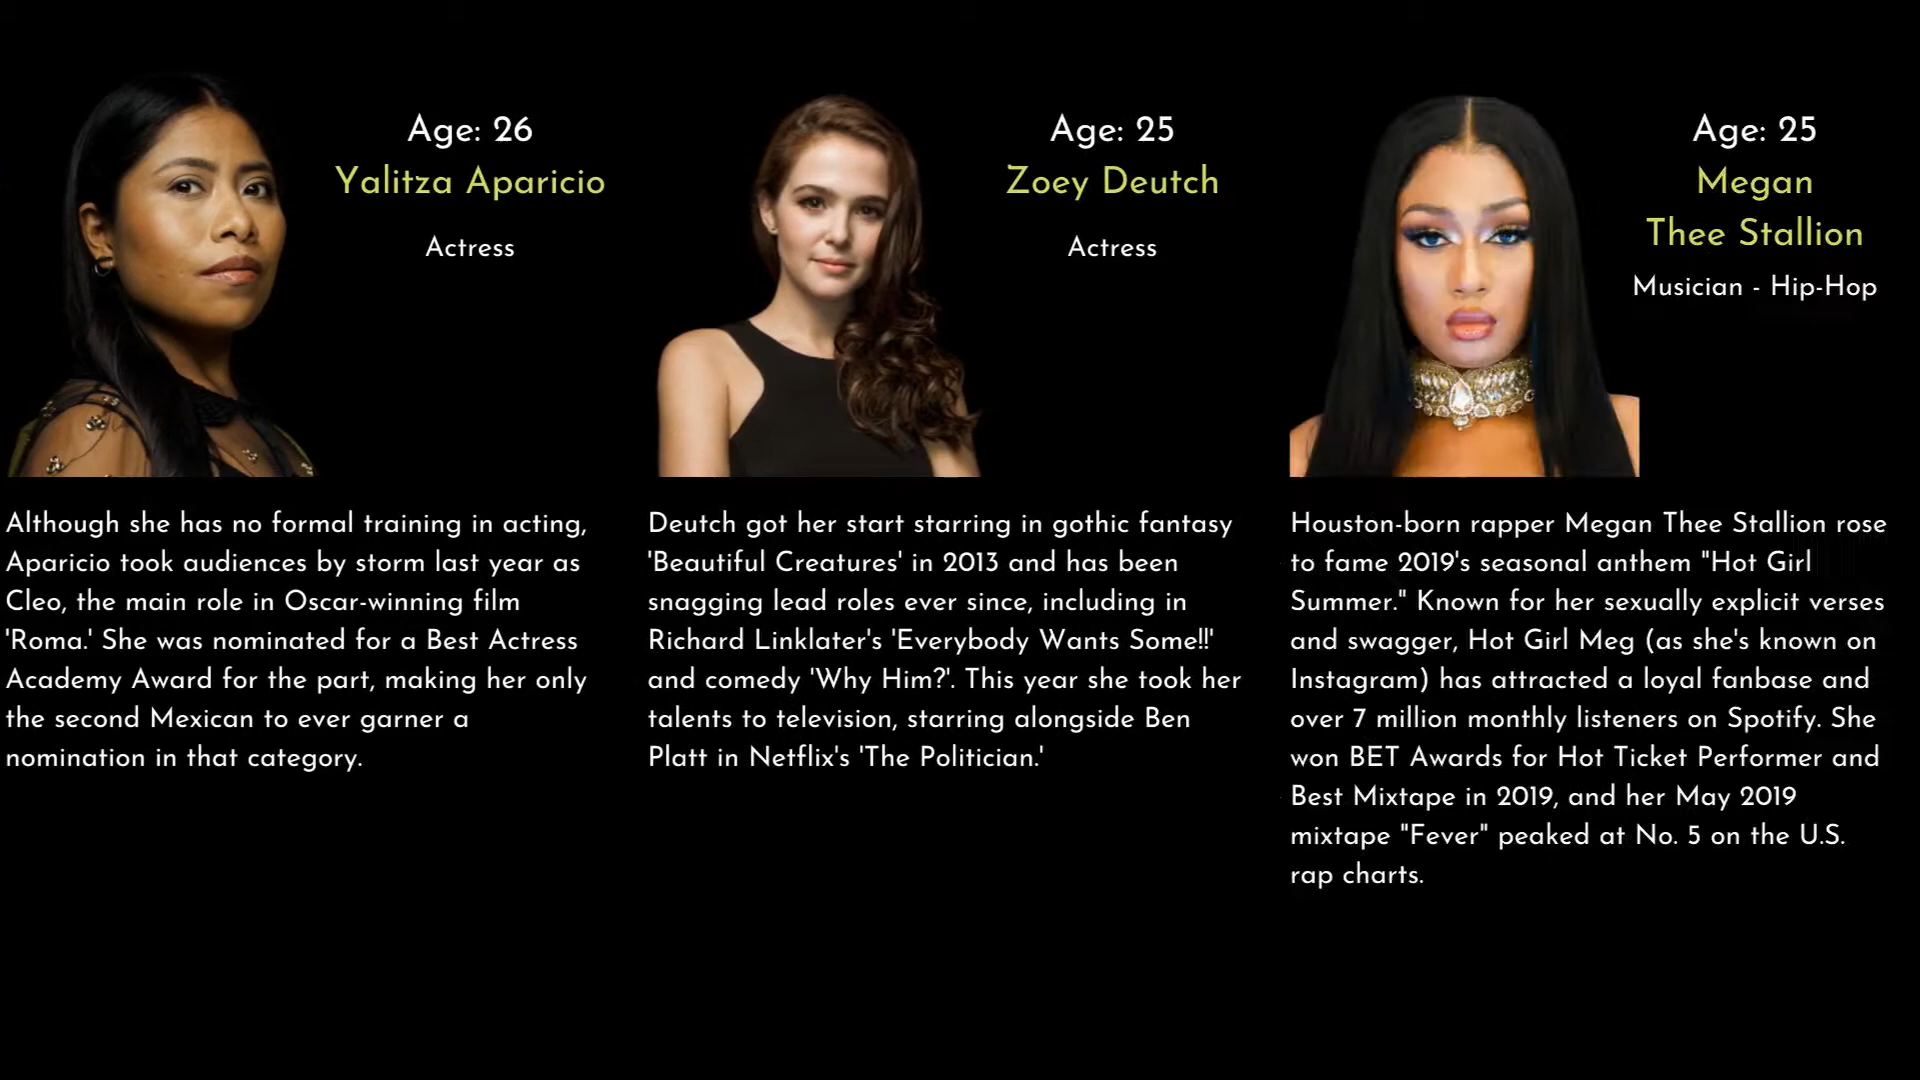 Age: 26
Yalitza Aparicio
Actress
Although she has no formal training in acting,
Aparicio took audiences by storm last year as
Cleo, the main role in Oscar-winning film
'Roma.' She was nominated for a Best Actress
Academy Award for the part, making her only
the second Mexican to ever garner a
nomination in that category.
Age: 25
Zoey Deutch
Actress
Deutch got her start starring in gothic fantasy
'Beautiful Creatures' in 2013 and has been
snagging lead roles ever since, including in
Richard Linklater's 'Everybody Wants Some!!'
and comedy 'Why Him?'. This year she took her
talents to television, starring alongside Ben
Platt in Netflix's 'The Politician.'
Age: 25
Megan
Thee Stallion
Musician - Hip-Hop
Houston-born rapper Megan Thee Stallion rose
to fame 2019's seasonal anthem "Hot Girl
Summer." Known for her sexually explicit verses
and swagger, Hot Girl Meg (as she's known on
Instagram) has attracted a loyal fanbase and
over 7 million monthly listeners on Spotify. She
won BET Awards for Hot Ticket Performer and
Best Mixtape in 2019, and her May 2019
mixtape "Fever" peaked at No. 5 on the U.S.
rap charts.